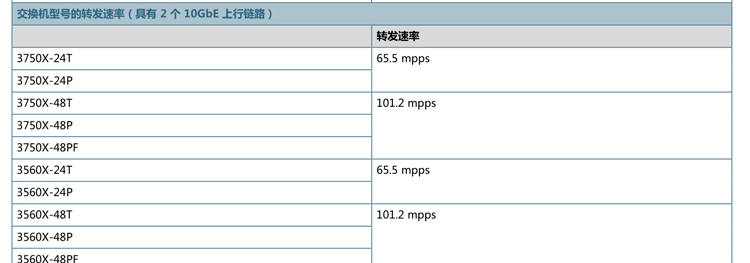 交换机型号的转发速率（具有 2 个 10GbE 上行链路）
转发速率
3750X-24T 65.5 mpps
3750X-24P
3750X-48T 101.2 mpps
3750X-48P
3750X-48PF
3560X-24T 65.5 mpps
3560X-24P
3560X-48T 101.2 mpps
3560X-48P
3560X-48PF